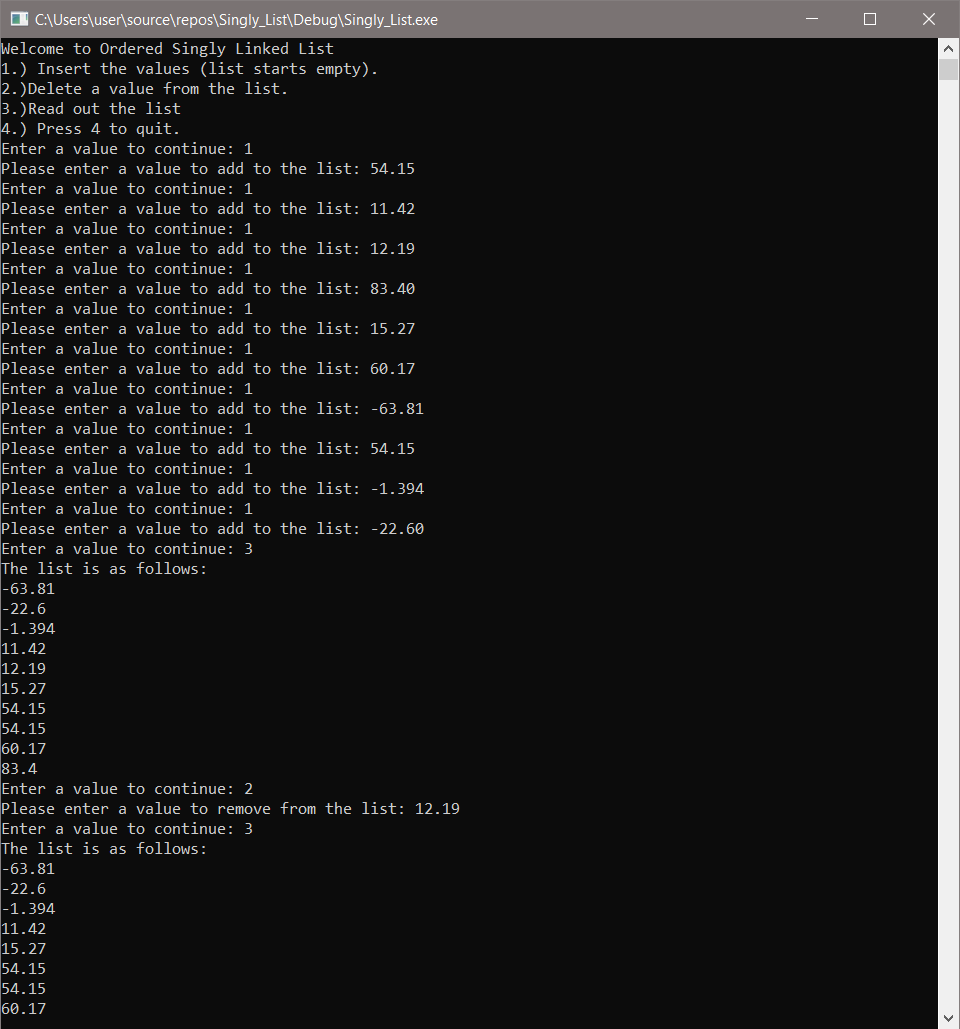 C:\Users\user\source\repos\Singly_List\Debug\Singly_List.exe
Welcome to Ordered Singly Linked List
1.) Insert the values (list starts empty).
2.)Delete a value from the list.
3.)Read out the list
4.) Press 4 to quit.
Enter a value to continue: 1
Please enter a value to add to the list: 54.15
Enter a value to continue: 1
Please enter a value to add to the list: 11.42
Enter a value to continue: 1
Please enter a value to add to the list: 12.19
Enter a value to continue: 1
Please enter a value to add to the list: 83.40
Enter a value to continue: 1
Please enter a value to add to the list: 15.27
Enter a value to continue: 1
Please enter a value to add to the list: 60.17
Enter a value to continue: 1
Please enter a value to add to the list: -63.81
Enter a value to continue: 1
Please enter a value to add to the list: 54.15
Enter a value to continue: 1
Please enter a value to add to the list: -1.394
Enter a value to continue: 1
Please enter a value to add to the list: -22.60
Enter a value to continue: 3
The list is as follows:
-63.81
-22.6
-1.394
11.42
12.19
15.27
54.15
54.15
60.17
83.4
Enter a value to continue: 2
Please enter a value to remove from the list: 12.19
Enter a value to continue: 3
The list is as follows:
-63.81
-22.6
-1.394
11.42
15.27
54.15
54.15
60.17